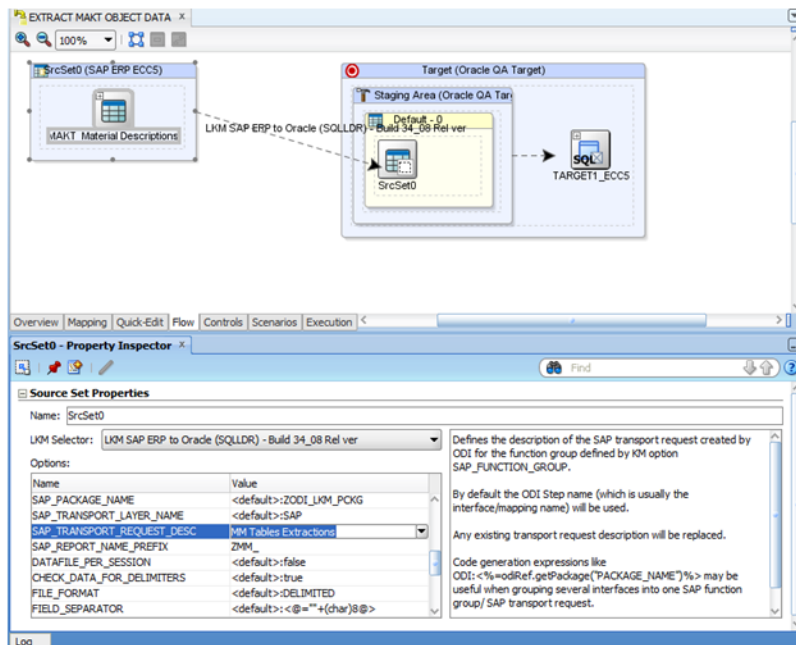 EXTRACT MAKT OBJECT DATA x
100%
SrcSet0 (SAP ERP ECC5)
MAKT Material Descriptions
LKM SAP ERP to Oracle (SQLLDR) - Build 34_08 Rel ver
Target (Oracle QA Target)
Staging Area (Oracle QA Tar
Default - 0
SrcSet0
SQL
TARGET1_ECC5
Overview Mapping Quick-Edit Flow Controls Scenarios Execution
SrcSet0 - Property Inspector x
Find
Source Set Properties
Name: SrcSet0
LKM Selector: LKM SAP ERP to Oracle (SQLLDR) - Build 34_08 Rel ver
Options:
Name Value
SAP_PACKAGE_NAME <default>:ZODI_LKM_PCKG
SAP_TRANSPORT_LAYER_NAME <default>:SAP
SAP_TRANSPORT_REQUEST_DESC MM Tables Extractions
SAP_REPORT_NAME_PREFIX ZMM_
DATAFILE_PER_SESSION <default>:false
CHECK_DATA_FOR_DELIMITERS <default>:true
FILE_FORMAT <default>:DELIMITED
FIELD_SEPARATOR <default>:<@=""+(char)8@>
Defines the description of the SAP transport request created by
ODI for the function group defined by KM option
SAP_FUNCTION_GROUP.
By default the ODI Step name (which is usually the
interface/mapping name) will be used.
Any existing transport request description will be replaced.
Code generation expressions like
ODI:<%=odiRef.getPackage("PACKAGE_NAME")%> may be
useful when grouping several interfaces into one SAP function
group/ SAP transport request.
Log